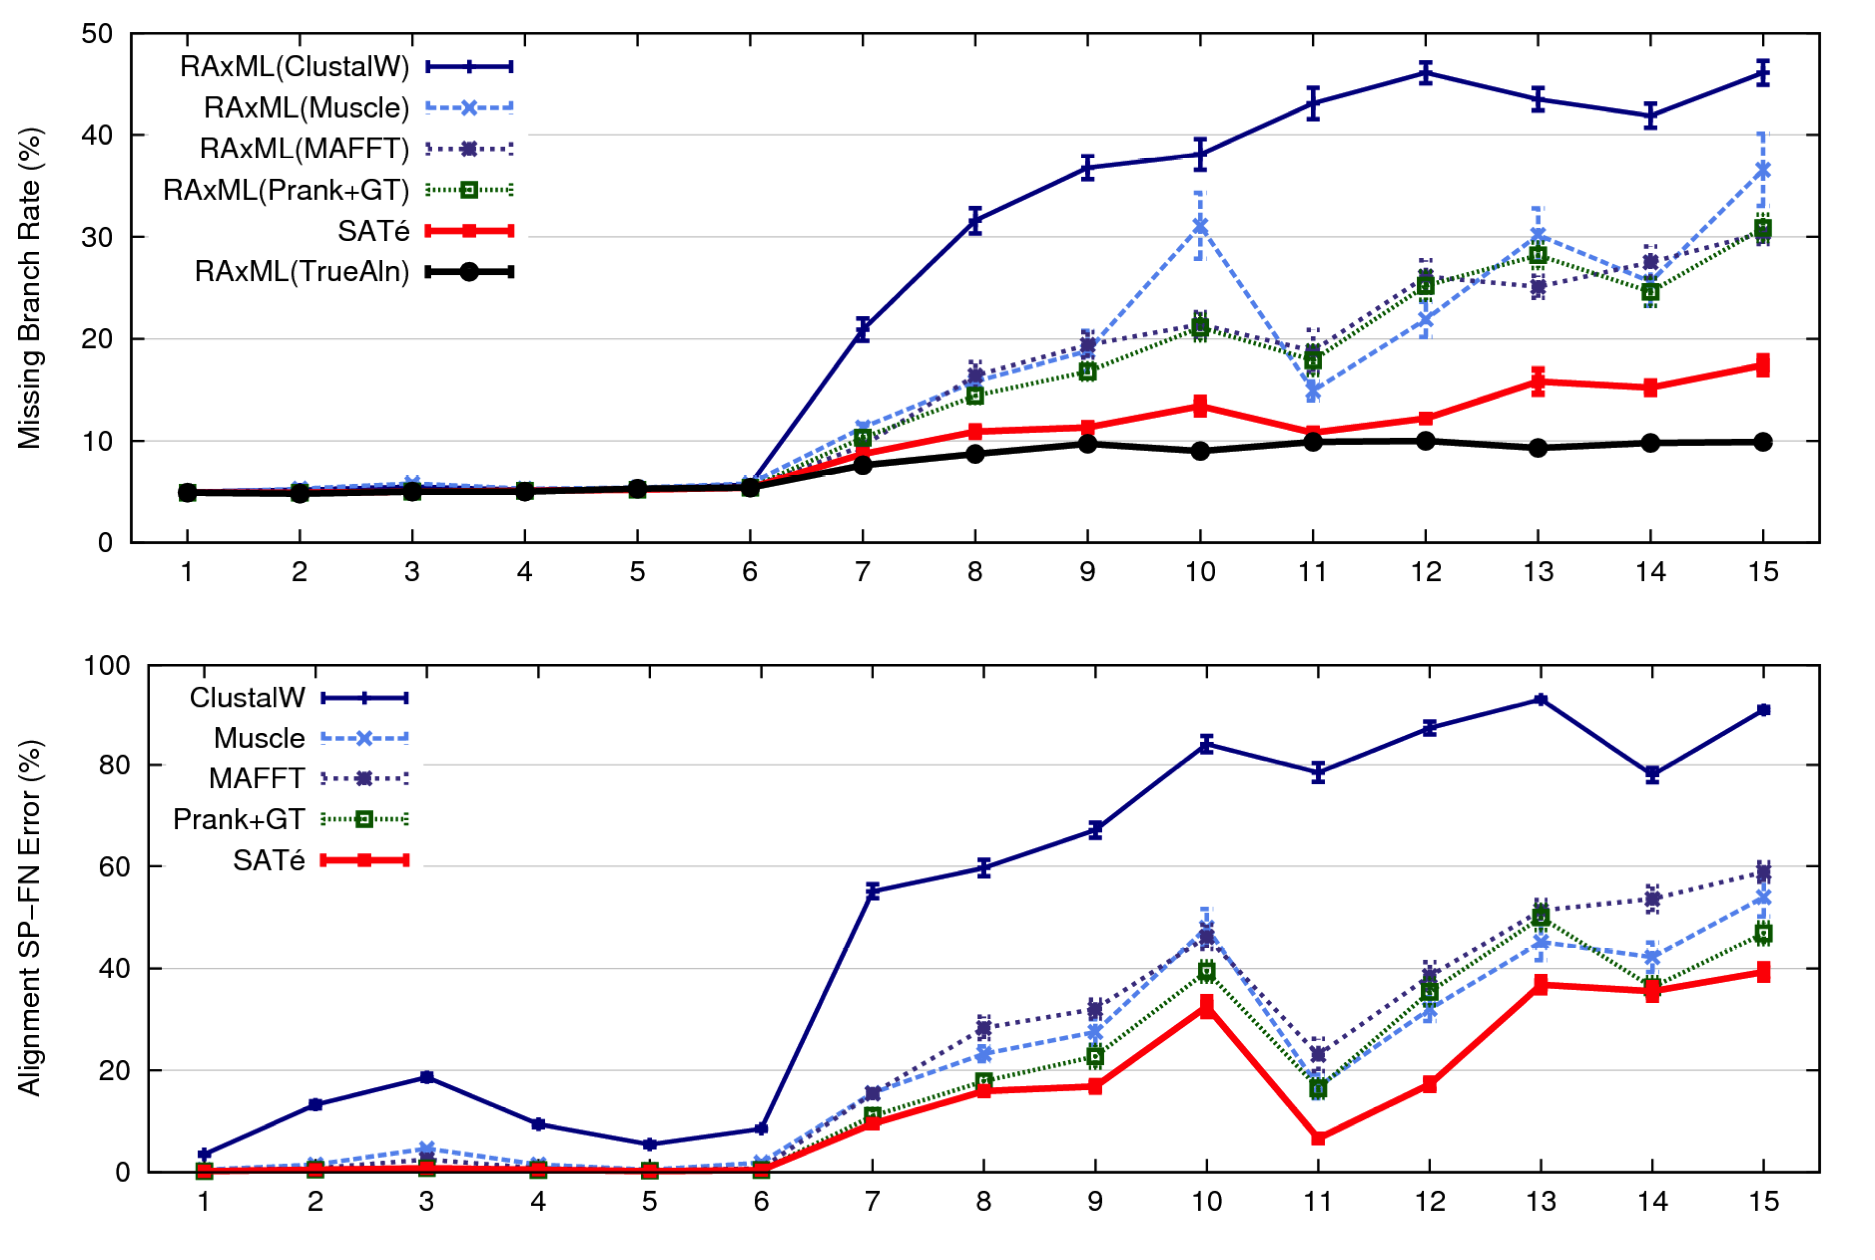 50
40
30
20
10
0
Missing Branch Rate (%)
RAxML(ClustalW)
RAxML(Muscle)
RAxML(MAFFT)
RAxML(Prank+GT)
SATé
RAxML(TrueAln)
1 2 3 4 5 6 7 8 9 10 11 12 13 14 15
100
80
60
40
20
0
Alignment SP−FN Error (%)
ClustalW
Muscle
MAFFT
Prank+GT
SATé
1 2 3 4 5 6 7 8 9 10 11 12 13 14 15